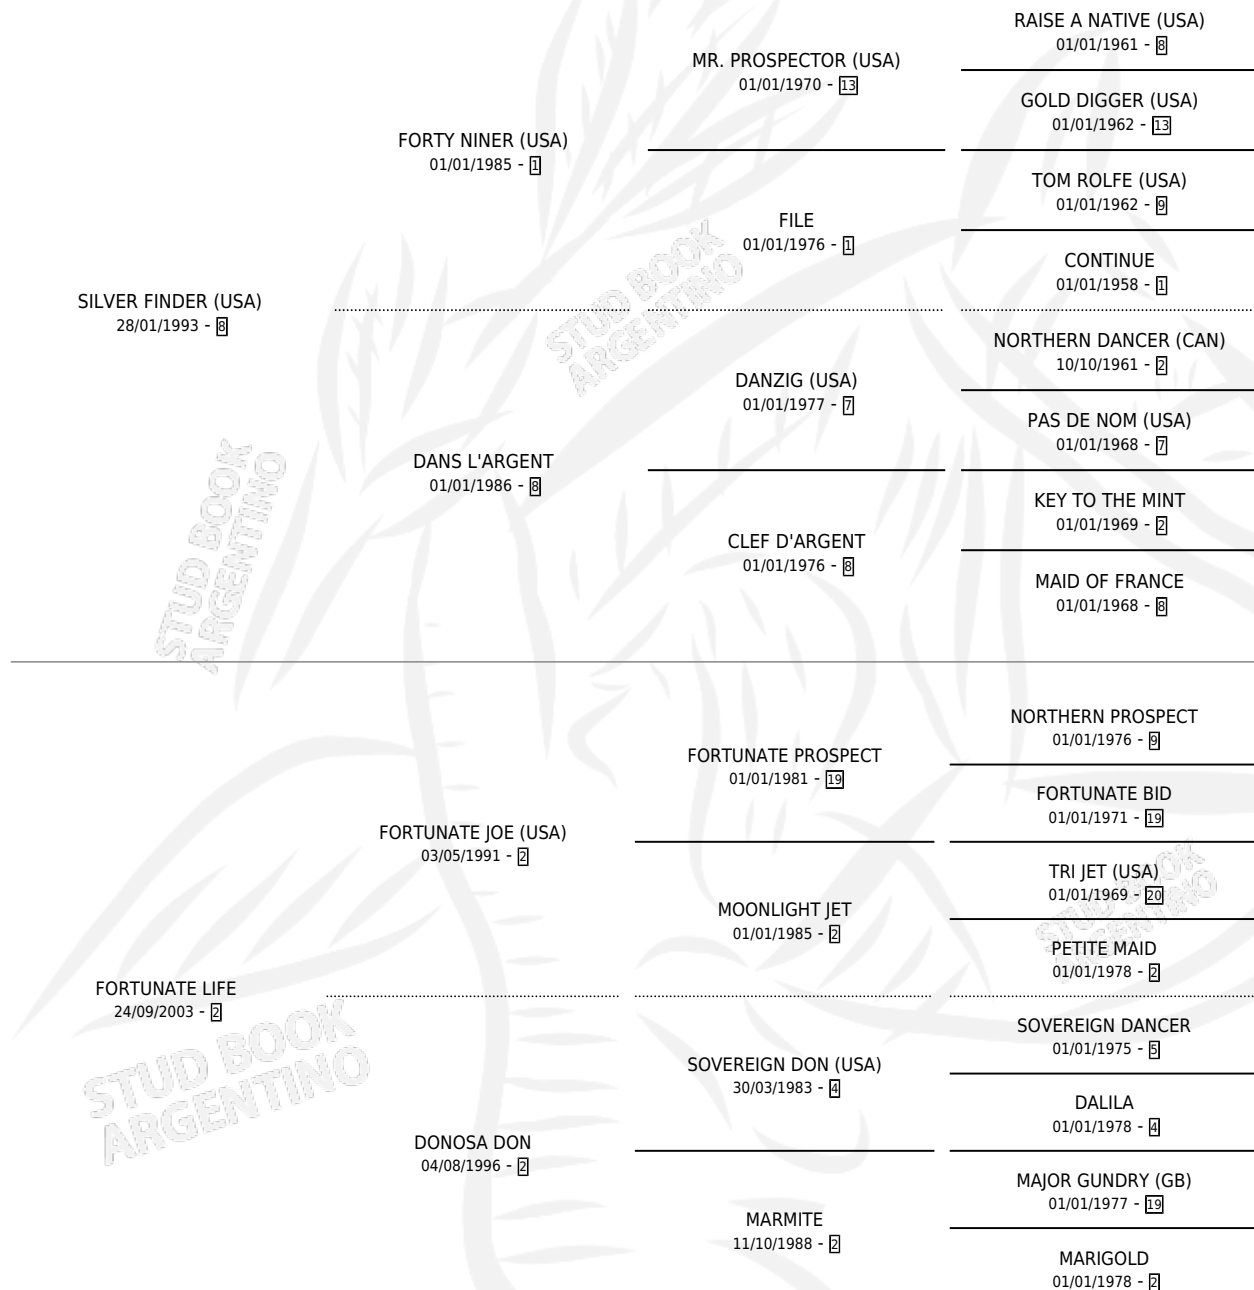 RAISE A NATIVE (USA)
01/01/1961 - 8
MR. PROSPECTOR (USA)
01/01/1970 - 13
GOLD DIGGER (USA)
01/01/1962 - 13
FORTY NINER (USA)
01/01/1985 - 1
TOM ROLFE (USA)
01/01/1962 - 9
FILE
01/01/1976 - 1
CONTINUE
01/01/1958 - 1
SILVER FINDER (USA)
28/01/1993 - 8
NORTHERN DANCER (CAN)
10/10/1961 - 2
DANZIG (USA)
01/01/1977 - 7
PAS DE NOM (USA)
01/01/1968 - 7
DANS L'ARGENT
01/01/1986 - 8
KEY TO THE MINT
01/01/1969 - 2
CLEF D'ARGENT
01/01/1976 - 8
MAID OF FRANCE
01/01/1968 - 8
NORTHERN PROSPECT
01/01/1976 - 9
FORTUNATE PROSPECT
01/01/1981 - 19
FORTUNATE BID
01/01/1971 - 19
FORTUNATE JOE (USA)
03/05/1991 - 2
TRI JET (USA)
01/01/1969 - 20
MOONLIGHT JET
01/01/1985 - 2
PETITE MAID
01/01/1978 - 2
FORTUNATE LIFE
24/09/2003 - 2
SOVEREIGN DANCER
01/01/1975 - 5
SOVEREIGN DON (USA)
30/03/1983 - 4
DALILA
01/01/1978 - 4
DONOSA DON
04/08/1996 - 2
MAJOR GUNDRY (GB)
01/01/1977 - 19
MARMITE
11/10/1988 - 2
MARIGOLD
01/01/1978 - 2
STUD BOOK
ARGENTINO
STUD BOOK
ARGENTINO
STUD BOOK
ARGENTINO
STUD BOOK
ARGENTINO